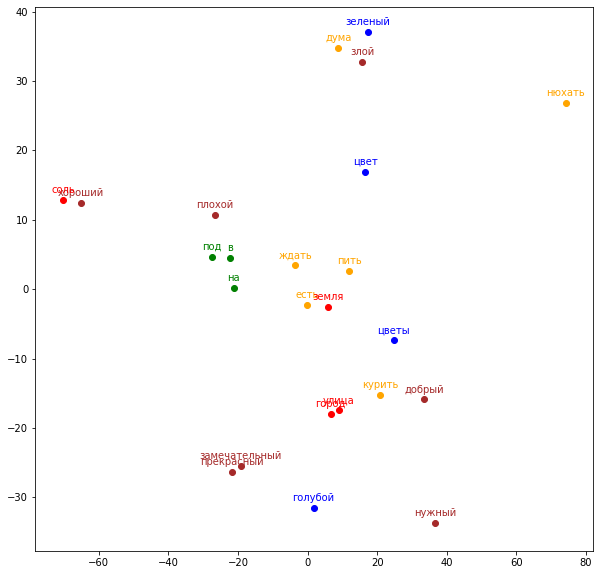 40
зеленый
дума
злой
30
нюхать
20
цвет
соль
хороший
10
плохой
под
в
ждать
пить
0
на
есть
земля
цветы
−10
курить
добрый
улица
город
−20
замечательный
прекрасный
−30
голубой
нужный
−60
−40
−20
0
20
40
60
80